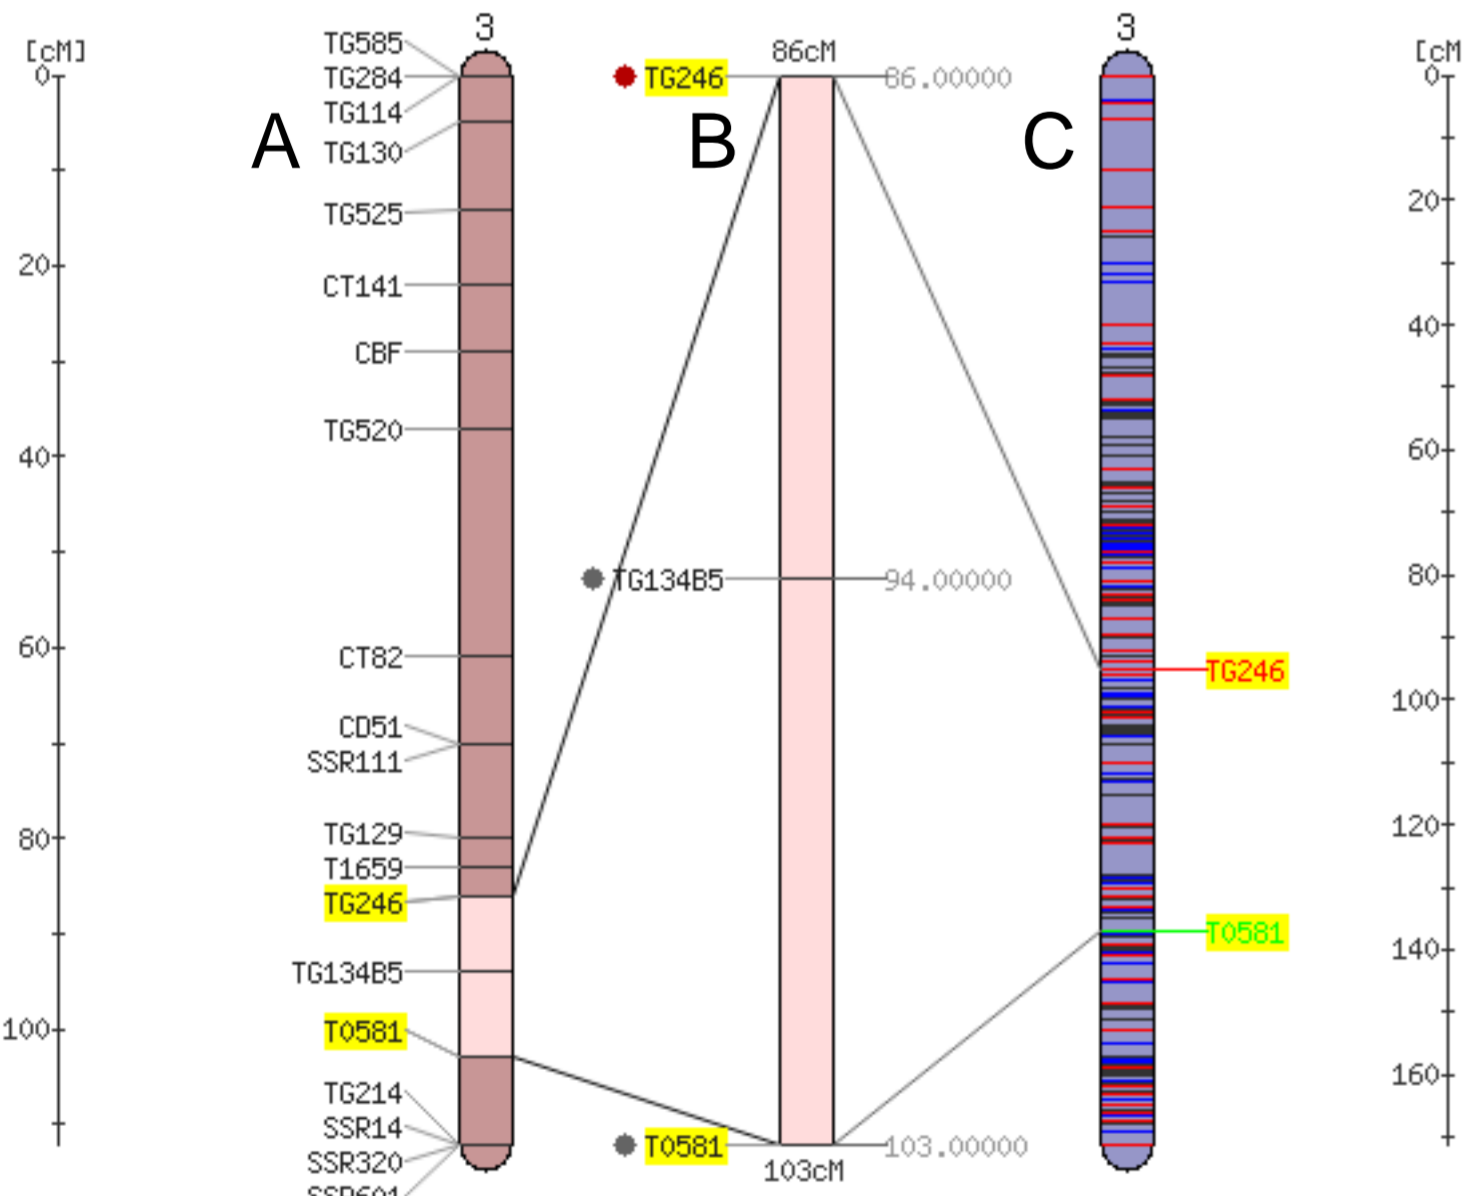 3
3
[cM]
86cM
[cM
TG585
0
TG284
TG246
86.00000
0
TG114
A
B
C
TG130
20
TG525
20
CT141
40
CBF
TG520
40
60
TG134B5
94.00000
80
60
CT82
TG246
100
CD51
SSR111
120
TG129
80
T1659
TG246
T0581
140
TG134B5
100
T0581
160
TG214
SSR14
T0581
103.00000
SSR320
103cM
SSR601